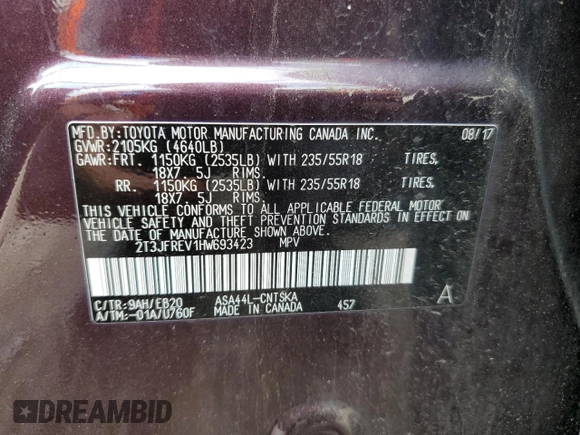 MFD.BY:TOYOTA MOTOR MANUFACTURING CANADA INC. 08/17
GVWR:2105KG (4640LB)
GAWR:FRT. 1150KG (2535LB) WITH 235/55R18 TIRES,
18X7.5J RIMS.
RR. 1150KG (2535LB) WITH 235/55R18 TIRES,
18X7.5J RIMS.
THIS VEHICLE CONFORMS TO ALL APPLICABLE FEDERAL MOTOR
VEHICLE SAFETY AND THEFT PREVENTION STANDARDS IN EFFECT
ON THE DATE OF MANUFACTURE SHOWN ABOVE.
2T3JFREV1HW693423 MPV
C/TR:9AH/EB20 ASA44L-CNTSKA 457 A
A/TM:-01A/U760F MADE IN CANADA
DREAMBID